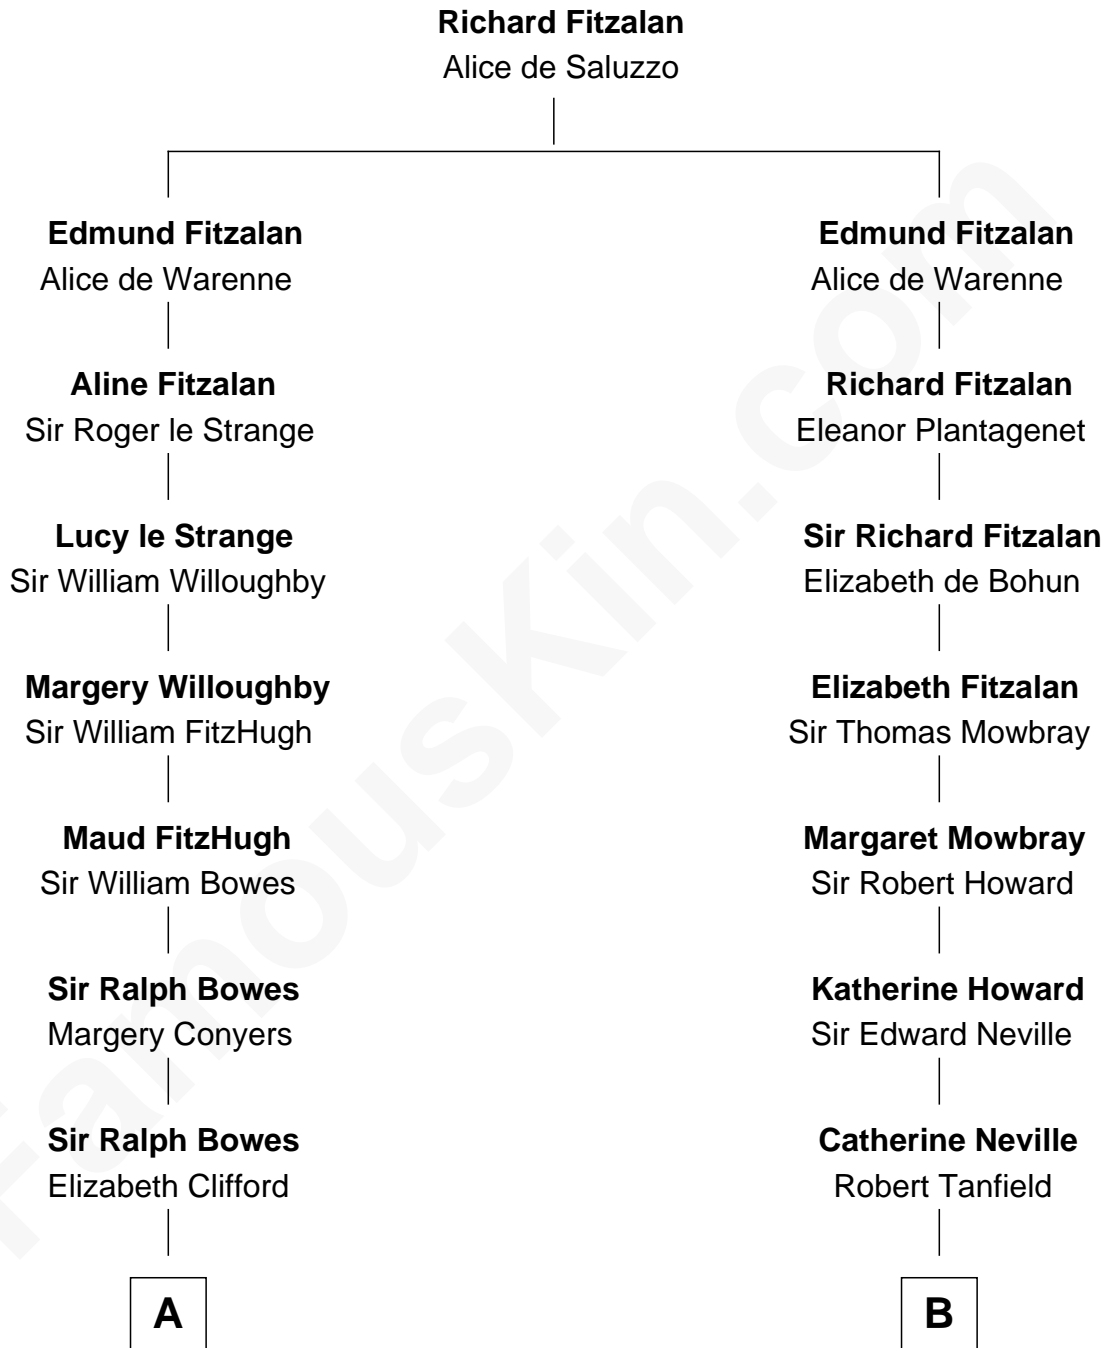 Richard Fitzalan
Alice de Saluzzo
Edmund Fitzalan
Alice de Warenne
Edmund Fitzalan
Alice de Warenne
Aline Fitzalan
Sir Roger le Strange
Richard Fitzalan
Eleanor Plantagenet
Lucy le Strange
Sir William Willoughby
Sir Richard Fitzalan
Elizabeth de Bohun
Margery Willoughby
Sir William FitzHugh
Elizabeth Fitzalan
Sir Thomas Mowbray
Maud FitzHugh
Sir William Bowes
Margaret Mowbray
Sir Robert Howard
Sir Ralph Bowes
Margery Conyers
Katherine Howard
Sir Edward Neville
Sir Ralph Bowes
Elizabeth Clifford
Catherine Neville
Robert Tanfield
A
B
FamousKin.com